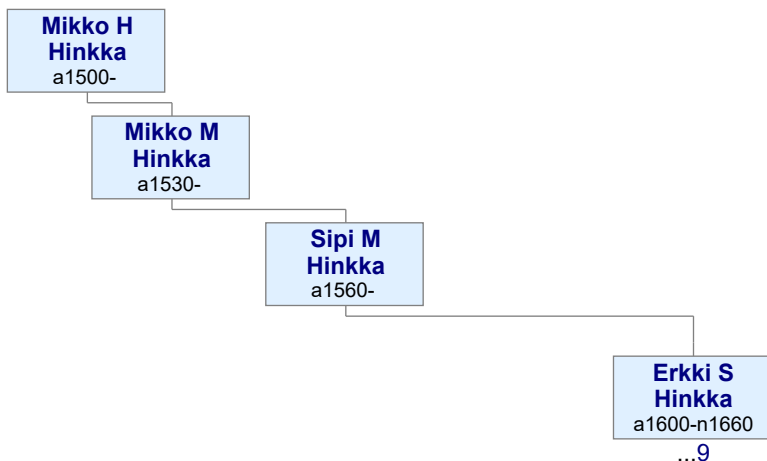 Mikko H
Hinkka
a1500-
Mikko M
Hinkka
a1530-
Sipi M
Hinkka
a1560-
Erkki S
Hinkka
a1600-n1660
...9